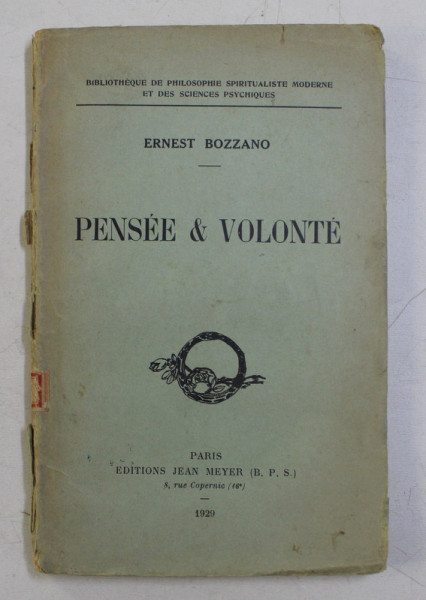 BIBLIOTHÈQUE DE PHILOSOPHIE SPIRITUALISTE MODERNE
ET DES SCIENCES PSYCHIQUES
ERNEST BOZZANO
PENSÉE & VOLONTÉ
PARIS
EDITIONS JEAN MEYER (B. P. S.)
8, rue Copernic (16e)
1929